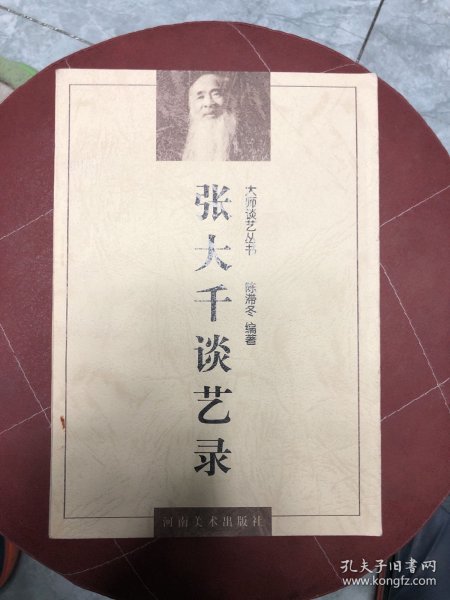 大师谈艺丛书
陈滞冬 编著
张大千谈艺录
河南美术出版社
孔夫子旧书网
www.kongfz.com